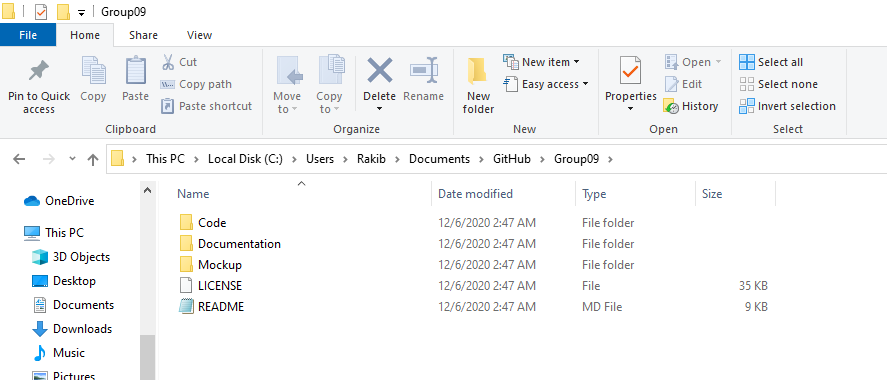 Group09
File Home Share View
Pin to Quick access
Copy
Paste
Cut
Copy path
Paste shortcut
Clipboard
Move to
Copy to
Delete
Rename
Organize
New folder
New item
Easy access
New
Properties
Open
Edit
History
Open
Select all
Select none
Invert selection
Select
This PC > Local Disk (C:) > Users > Rakib > Documents > GitHub > Group09 >
OneDrive
This PC
3D Objects
Desktop
Documents
Downloads
Music
Pictures
Name Date modified Type Size
Code 12/6/2020 2:47 AM File folder
Documentation 12/6/2020 2:47 AM File folder
Mockup 12/6/2020 2:47 AM File folder
LICENSE 12/6/2020 2:47 AM File 35 KB
README 12/6/2020 2:47 AM MD File 9 KB